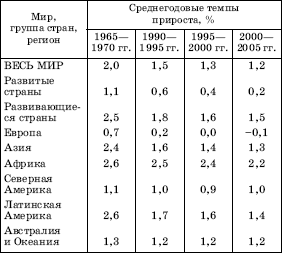 Мир,
группа стран,
регион
Среднегодовые темпы
прироста, %
1965—
1970 гг.
1990—
1995 гг.
1995—
2000 гг.
2000—
2005 гг.
ВЕСЬ МИР 2,0 1,5 1,3 1,2
Развитые
страны 1,1 0,6 0,4 0,2
Развивающие-
ся страны 2,5 1,8 1,6 1,5
Европа 0,7 0,2 0,0 –0,1
Азия 2,4 1,6 1,4 1,3
Африка 2,6 2,5 2,4 2,2
Северная
Америка 1,1 1,0 0,9 1,0
Латинская
Америка 2,6 1,7 1,6 1,4
Австралия
и Океания 1,3 1,2 1,2 1,2